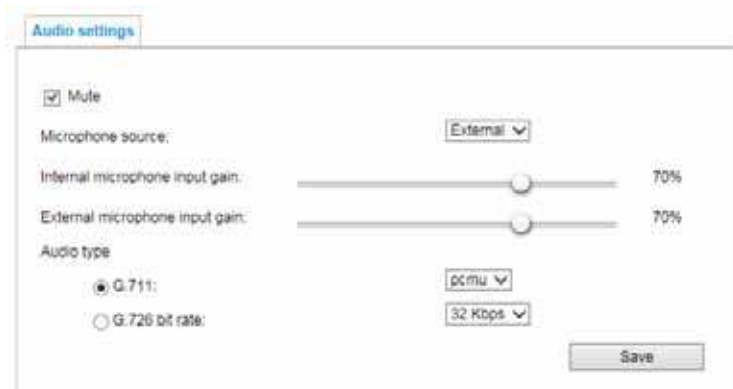 Audio settings
Mute
Microphone source: External
Internal microphone input gain: 70%
External microphone input gain: 70%
Audio type
G.711: pcmu
G.726 bit rate: 32 Kbps
Save